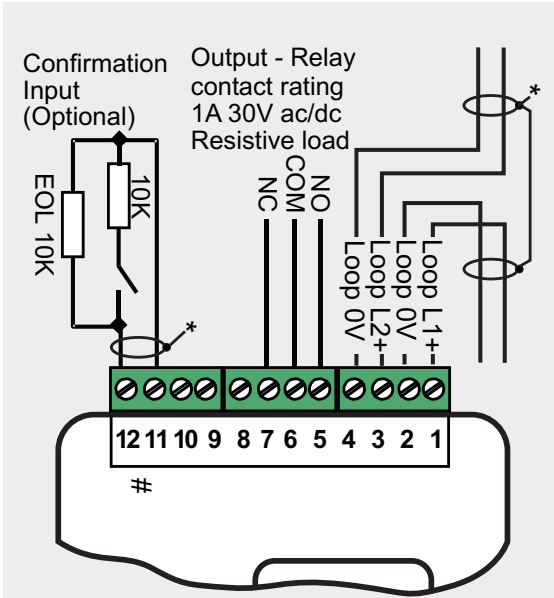 Confirmation
Input
(Optional)
Output - Relay
contact rating
1A 30V ac/dc
Resistive load
*
EOL 10K
10K
NC
COM
NO
Loop 0V
Loop L2+
Loop 0V
Loop L1+
*
12 11 10 9 8 7 6 5 4 3 2 1
#